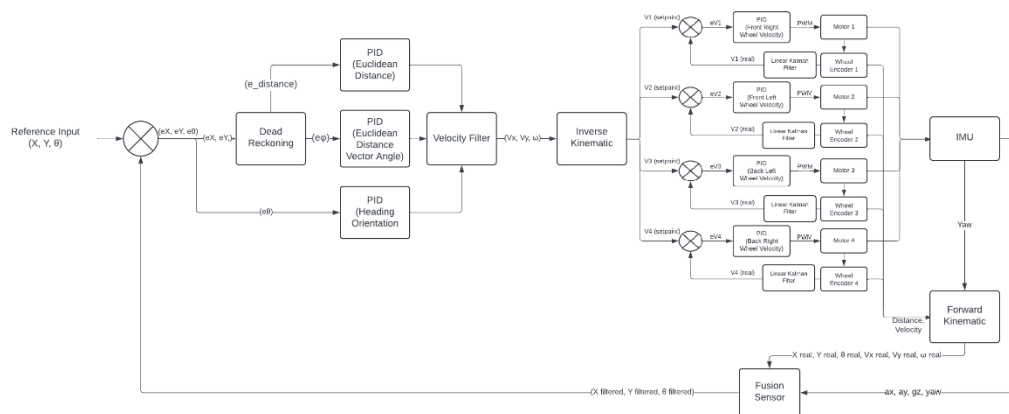 Reference Input
(X, Y, θ)
(eX, eY, eθ)
(eX, eY,)
(e_distance)
(eφ)
(eθ)
Dead
Reckoning
PID
(Euclidean
Distance)
PID
(Euclidean
Distance
Vector Angle)
PID
(Heading
Orientation
Velocity Filter
(Vx, Vy, ω)
Inverse
Kinematic
V1 (setpoint)
eV1
PID
(Front Right
Wheel Velocity)
PWM
Motor 1
V1 (real)
Linear Kalman
Filter
Wheel
Encoder 1
V2 (setpoint)
eV2
PID
(Front Left
Wheel Velocity)
PWM
Motor 2
V2 (real)
Linear Kalman
Filter
Wheel
Encoder 2
V3 (setpoint)
eV3
PID
(Back Left
Wheel Velocity)
PWM
Motor 3
V3 (real)
Linear Kalman
Filter
Wheel
Encoder 3
V4 (setpoint)
eV4
PID
(Back Right
Wheel Velocity)
PWM
Motor 4
V4 (real)
Linear Kalman
Filter
Wheel
Encoder 4
IMU
Yaw
Distance,
Velocity
Forward
Kinematic
X real, Y real, θ real, Vx real, Vy real, ω real
Fusion
Sensor
ax, ay, gz, yaw
(X filtered, Y filtered, θ filtered)